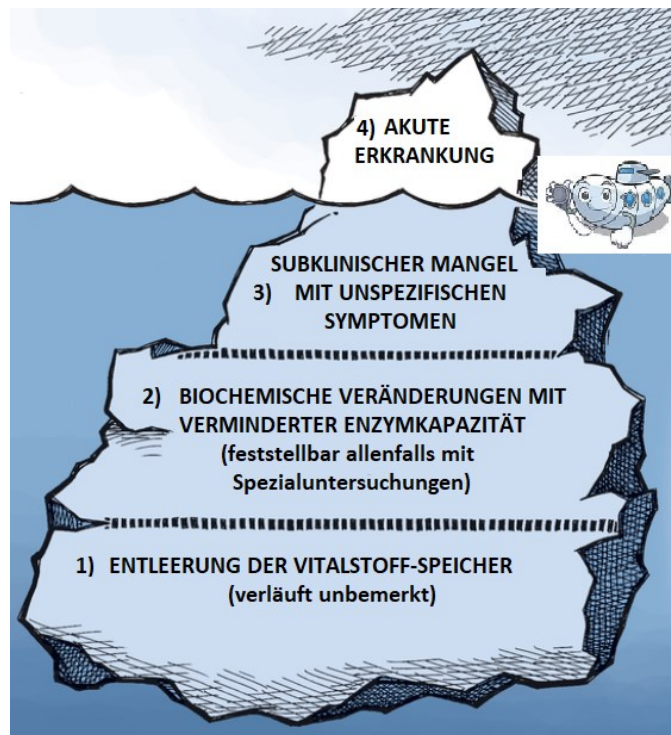 4) AKUTE
ERKRANKUNG
SUBKLINISCHER MANGEL
3) MIT UNSPEZIFISCHEN
SYMPTOMEN
2) BIOCHEMISCHE VERÄNDERUNGEN MIT
VERMINDERTER ENZYMKAPAZITÄT
(feststellbar allenfalls mit
Spezialuntersuchungen)
1) ENTLEERUNG DER VITALSTOFF-SPEICHER
(verläuft unbemerkt)